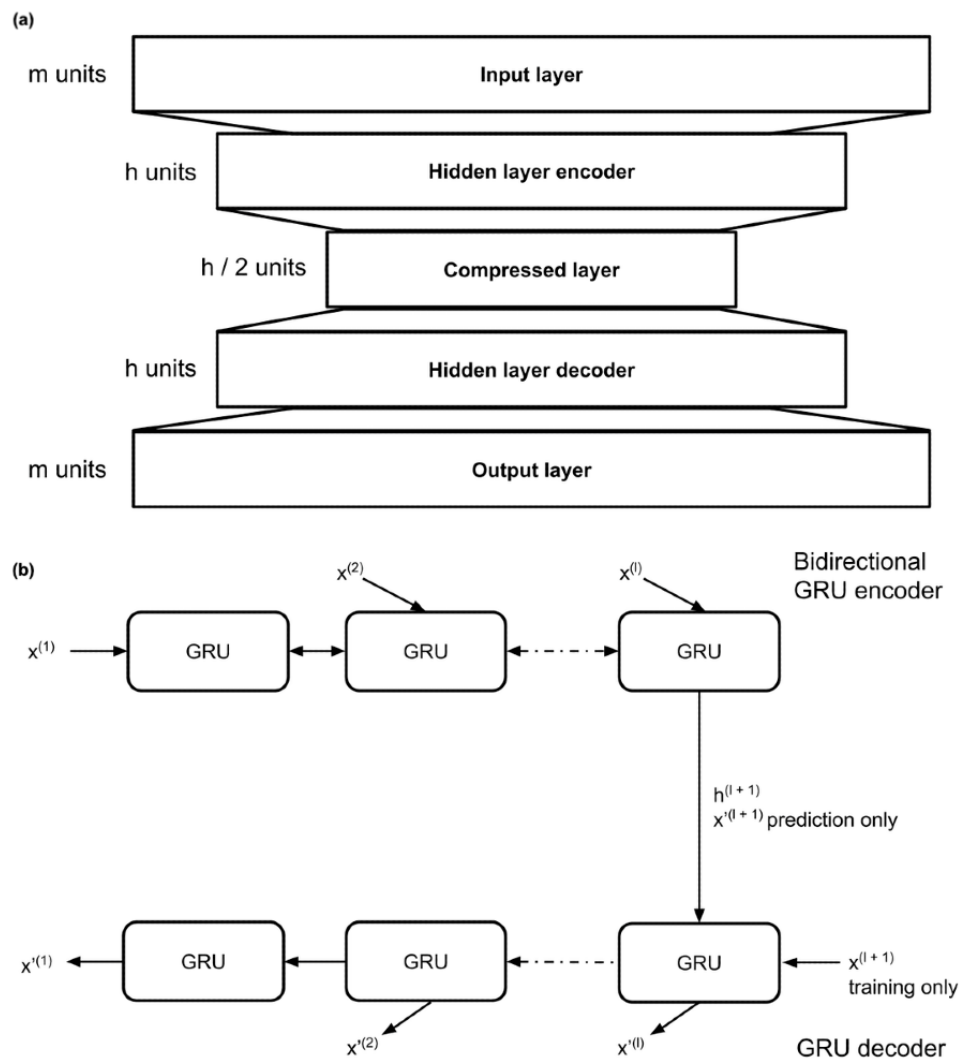 (a)
m units
Input layer
h units
Hidden layer encoder
h / 2 units
Compressed layer
h units
Hidden layer decoder
m units
Output layer
(b)
Bidirectional
GRU encoder
x(2)
x(l)
x(1)
GRU
GRU
GRU
h(l + 1)
x'(l + 1) prediction only
x'(1)
GRU
GRU
GRU
x(l + 1)
training only
x'(2)
x'(l)
GRU decoder